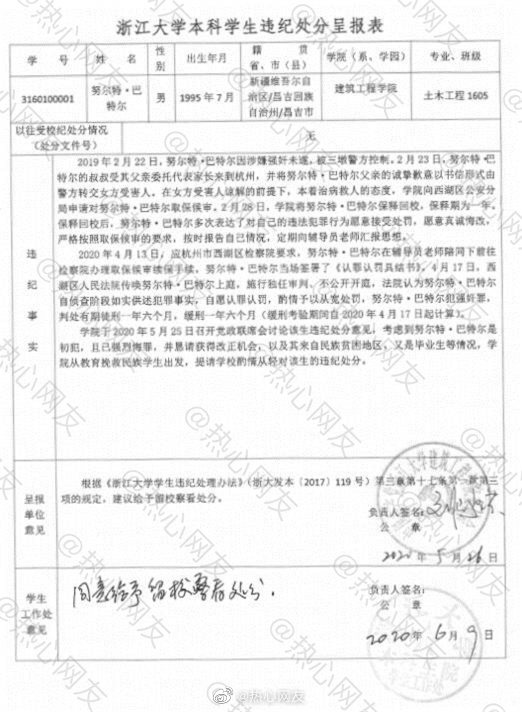 浙江大学本科学生违纪处分呈报表
学 号
姓 名
性 别
出生年月
籍 贯 省、市（县）
学院（系、学园）
专业、班级
3160100001
努尔特·巴特尔
男
1995 年 7 月
新疆维吾尔自治区/昌吉回族自治州/昌吉市
建筑工程学院
土木工程 1605
以往受校纪处分情况（处分文件号）
无
违纪事实
2019 年 2 月 22 日，努尔特·巴特尔因涉嫌强奸未遂，被三墩警方控制。2 月 23 日，努尔特·巴
特尔的叔叔受其父亲委托代表家长来到杭州，并将努尔特·巴特尔父亲的诚挚歉意以书信形式由
警方转交女方受害人。在女方受害人谅解的前提下，本着治病救人的态度，学院向西湖区公安分
局申请对努尔特·巴特尔取保候审。2 月 28 日，学院将努尔特·巴特尔保释回校，保释期为一年。
保释回校后，努尔特·巴特尔多次表达了对自己的违法犯罪行为愿意接受处罚，愿意真诚悔改，
严格按照取保候审的要求，按时报告自己情况，定期向辅导员老师汇报思想。
2020 年 4 月 13 日，应杭州市西湖区检察院要求，努尔特·巴特尔在辅导员老师陪同下前往
检察院办理取保候审续保手续，努尔特·巴特尔当场签署了《认罪认罚具结书》。4 月 17 日，西
湖区人民法院传唤努尔特·巴特尔上庭，施行独任审判，不公开开庭，法院认为努尔特·巴特尔
自侦查阶段如实供述犯罪事实，自愿认罪认罚，酌情予以从宽处罚，努尔特·巴特尔犯强奸罪，
判处有期徒刑一年六个月，缓刑一年六个月（缓刑考验期间自 2020 年 4 月 17 日起计算）。
学院于 2020 年 5 月 25 日召开党政联席会讨论该生违纪处分意见，考虑到努尔特·巴特尔是
初犯，且已强烈悔罪，并恳请获得改正机会，以及其来自民族贫困地区，又是毕业生等情况，学
院从教育挽救民族学生出发，提请学校酌情从轻对该生的违纪处分。
呈报单位意见
根据《浙江大学学生违纪处理办法》（浙大发本〔2017〕119 号）第三章第十七条第一款第三
项的规定，建议给予留校察看处分。
负责人签名：
公 章
2020 年 5 月 26 日
学生工作处意见
同意给予留校察看处分.
负责人签名：
公 章
2020 年 6 月 9 日
@热心网友